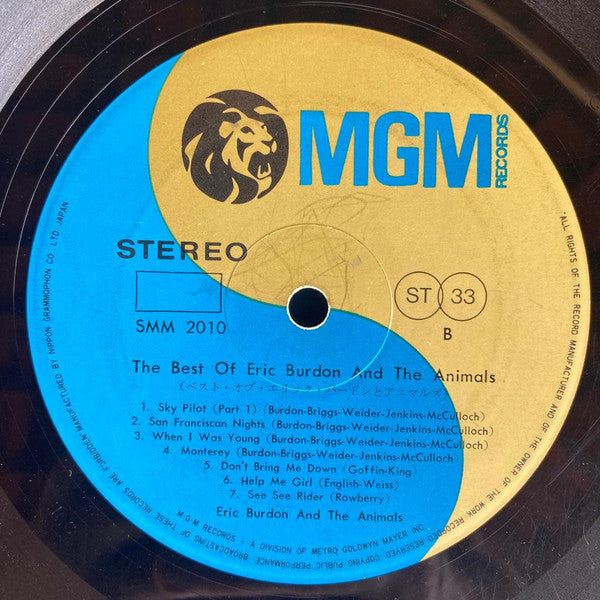 MGM
RECORDS
STEREO
SMM 2010
ST 33
B
The Best Of Eric Burdon And The Animals
(ベスト・オブ・エリック・バードンとアニマルズ)
1. Sky Pilot (Part 1) (Burdon-Briggs-Weider-Jenkins-McCulloch)
2. San Franciscan Nights (Burdon-Briggs-Weider-Jenkins-McCulloch)
3. When I Was Young (Burdon-Briggs-Weider-Jenkins-McCulloch)
4. Monterey (Burdon-Briggs-Weider-Jenkins-McCulloch)
5. Don't Bring Me Down (Goffin-King)
6. Help Me Girl (English-Weiss)
7. See See Rider (Rowberry)
Eric Burdon And The Animals
ALL RIGHTS OF THE RECORD MANUFACTURER AND OF THE OWNER OF THE WORK RESERVED. COPYING, PUBLIC PERFORMANCE, BROADCASTING OF THESE RECORDS ARE FORBIDDEN MANUFACTURED BY NIPPON GRAMMOPHON CO. LTD JAPAN
M-G-M RECORDS - A DIVISION OF METRO GOLDWYN MAYER INC.